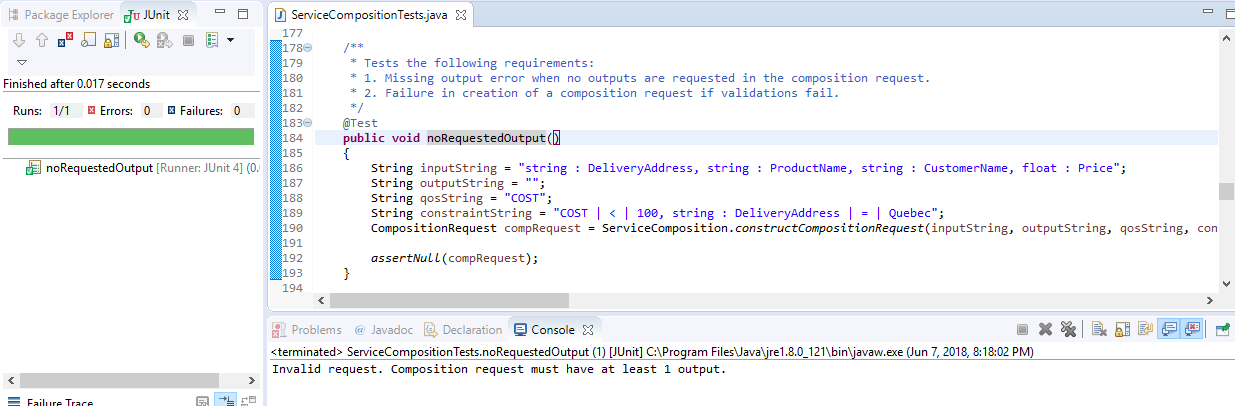 Package Explorer JUnit
Finished after 0.017 seconds
Runs: 1/1 Errors: 0 Failures: 0
noRequestedOutput [Runner: JUnit 4] (0.
Failure Trace
ServiceCompositionTests.java
177
178 /**
179 * Tests the following requirements:
180 * 1. Missing output error when no outputs are requested in the composition request.
181 * 2. Failure in creation of a composition request if validations fail.
182 */
183 @Test
184 public void noRequestedOutput()
185 {
186 String inputString = "string : DeliveryAddress, string : ProductName, string : CustomerName, float : Price";
187 String outputString = "";
188 String qosString = "COST";
189 String constraintString = "COST | < | 100, string : DeliveryAddress | = | Quebec";
190 CompositionRequest compRequest = ServiceComposition.constructCompositionRequest(inputString, outputString, qosString, con
191
192 assertNull(compRequest);
193 }
194
Problems @ Javadoc Declaration Console
<terminated> ServiceCompositionTests.noRequestedOutput (1) [JUnit] C:\Program Files\Java\jre1.8.0_121\bin\javaw.exe (Jun 7, 2018, 8:18:02 PM)
Invalid request. Composition request must have at least 1 output.